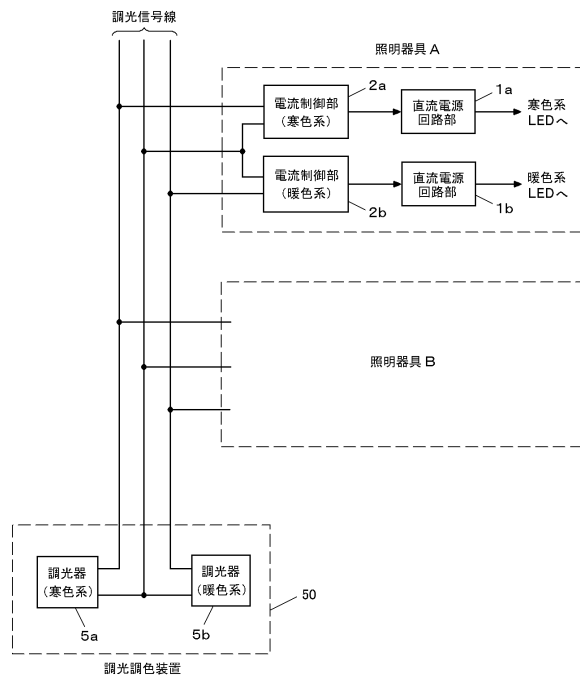 調光信号線
照明器具A
電流制御部
(寒色系)
2a
直流電源
回路部
1a
寒色系
LEDへ
電流制御部
(暖色系)
2b
直流電源
回路部
1b
暖色系
LEDへ
照明器具B
調光器
(寒色系)
5a
調光器
(暖色系)
5b
50
調光調色装置